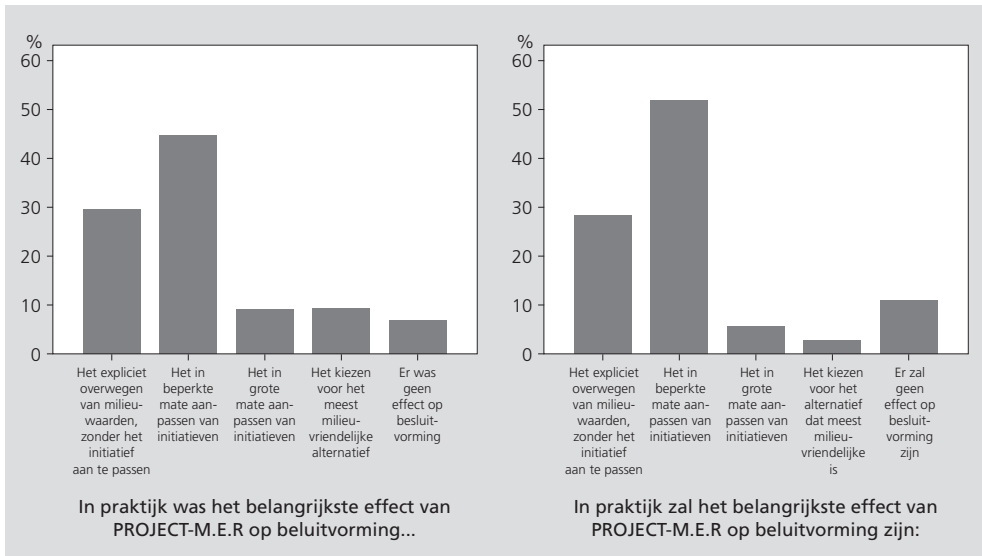 %
60
50
40
30
20
10
0
Het expliciet
overwegen
van milieu-
waarden,
zonder het
initiatief
aan te passen
Het in
beperkte
mate aan-
passen van
initiatieven
Het in
grote
mate aan-
passen van
initiatieven
Het kiezen
voor het
meest
milieu-
vriendelijke
alternatief
Er was
geen
effect op
besluit-
vorming
In praktijk was het belangrijkste effect van
PROJECT-M.E.R op beluitvorming...
%
60
50
40
30
20
10
0
Het expliciet
overwegen
van milieu-
waarden,
zonder het
initiatief
aan te passen
Het in
beperkte
mate aan-
passen van
initiatieven
Het in
grote
mate aan-
passen van
initiatieven
Het kiezen
voor het
alternatief
dat meest
milieu-
vriendelijke
is
Er zal
geen
effect op
besluit-
vorming
zijn
In praktijk zal het belangrijkste effect van
PROJECT-M.E.R op beluitvorming zijn: